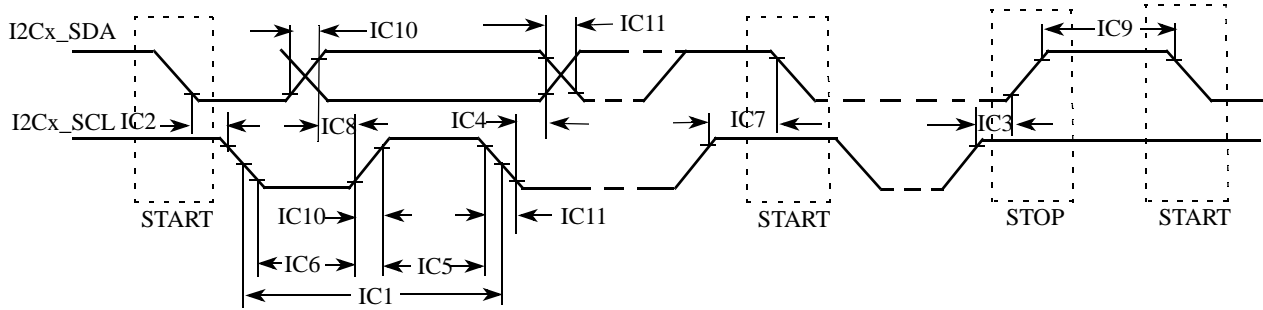 I2Cx_SDA IC10 IC11 IC9
I2Cx_SCL IC2 IC8 IC4 IC7 IC3
START IC10 IC11 START STOP START
IC6 IC5
IC1